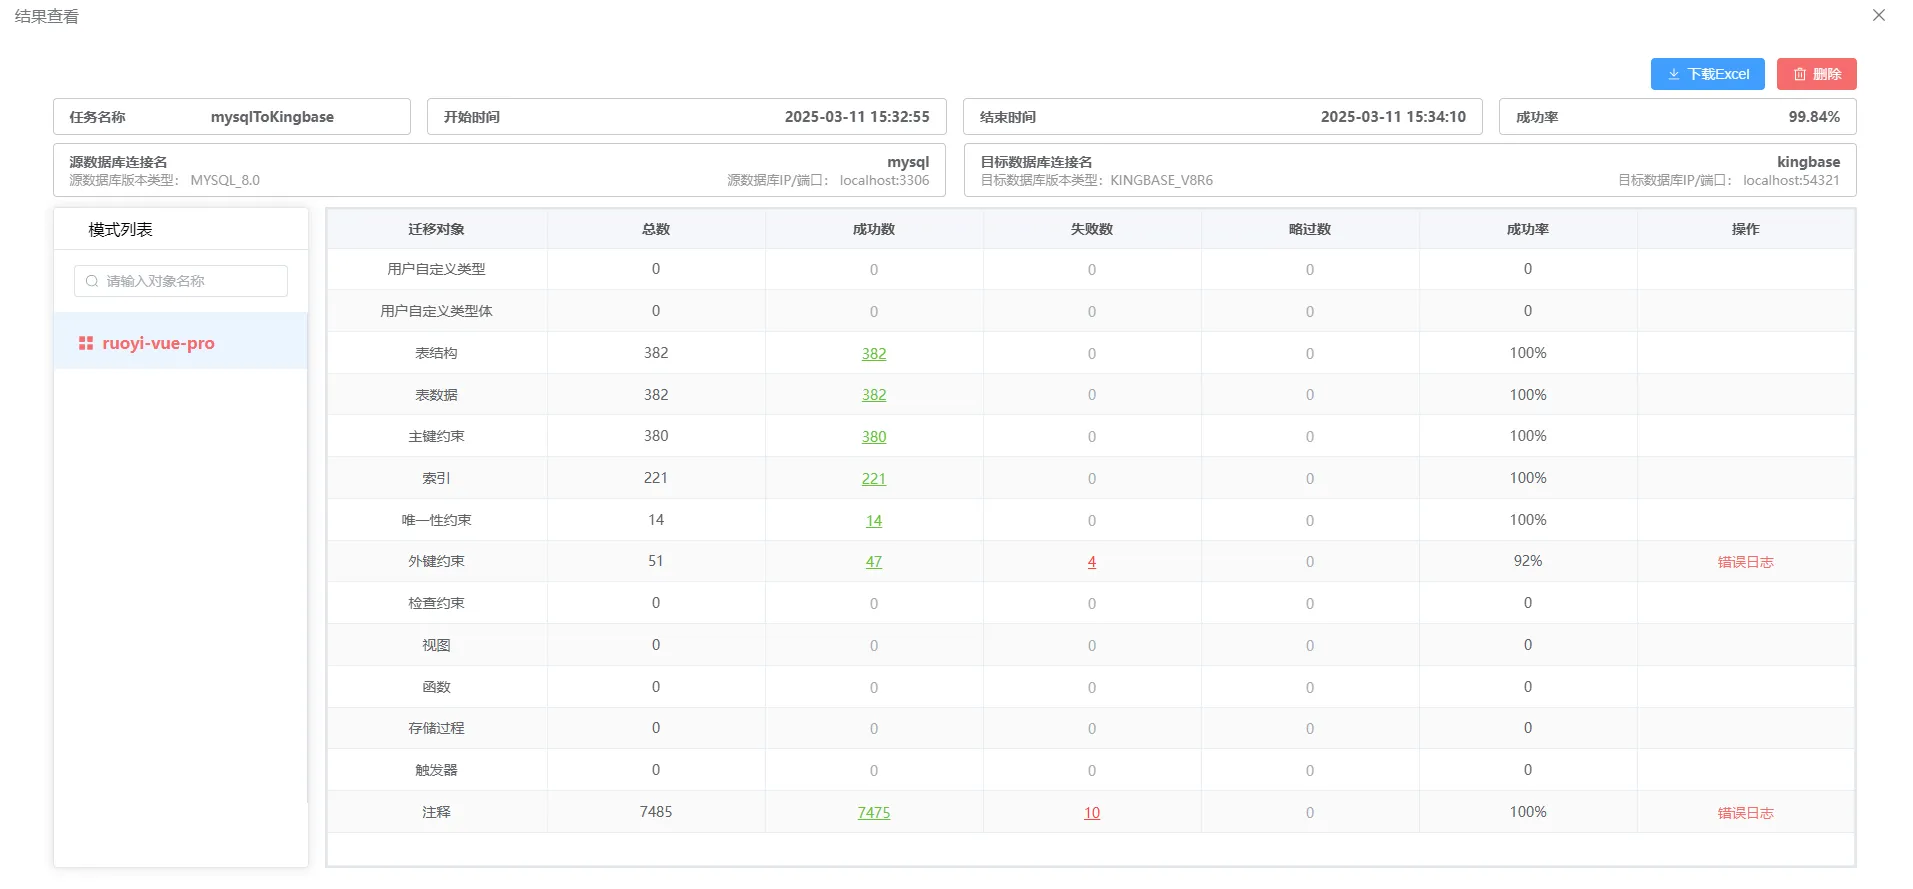 结果查看
下载Excel 删除
任务名称 mysqlToKingbase 开始时间 2025-03-11 15:32:55 结束时间 2025-03-11 15:34:10 成功率 99.84%
源数据库连接名 mysql 目标数据库连接名 kingbase
源数据库版本类型： MYSQL_8.0 源数据库IP/端口： localhost:3306 目标数据库版本类型：KINGBASE_V8R6 目标数据库IP/端口： localhost:54321
模式列表
请输入对象名称
ruoyi-vue-pro
迁移对象 总数 成功数 失败数 略过数 成功率 操作
用户自定义类型 0 0 0 0 0
用户自定义类型体 0 0 0 0 0
表结构 382 382 0 0 100%
表数据 382 382 0 0 100%
主键约束 380 380 0 0 100%
索引 221 221 0 0 100%
唯一性约束 14 14 0 0 100%
外键约束 51 47 4 0 92% 错误日志
检查约束 0 0 0 0 0
视图 0 0 0 0 0
函数 0 0 0 0 0
存储过程 0 0 0 0 0
触发器 0 0 0 0 0
注释 7485 7475 10 0 100% 错误日志